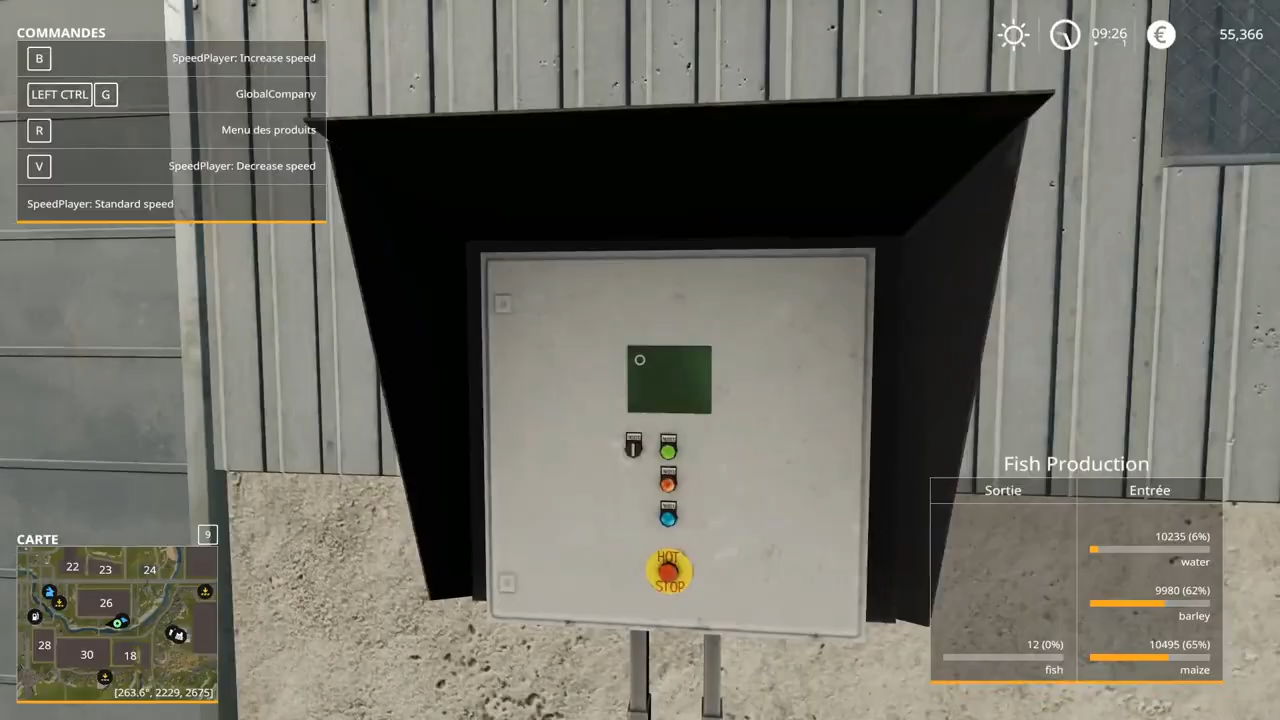 COMMANDES
B SpeedPlayer: Increase speed
LEFT CTRL G GlobalCompany
R Menu des produits
V SpeedPlayer: Decrease speed
SpeedPlayer: Standard speed
09:26
1
€ 55,366
HOT
STOP
Fish Production
Sortie Entrée
10235 (6%)
water
9980 (62%)
barley
12 (0%) 10495 (65%)
fish maize
CARTE 9
22 23 24
26
28 30 18
[263.6°, 2229, 2675]